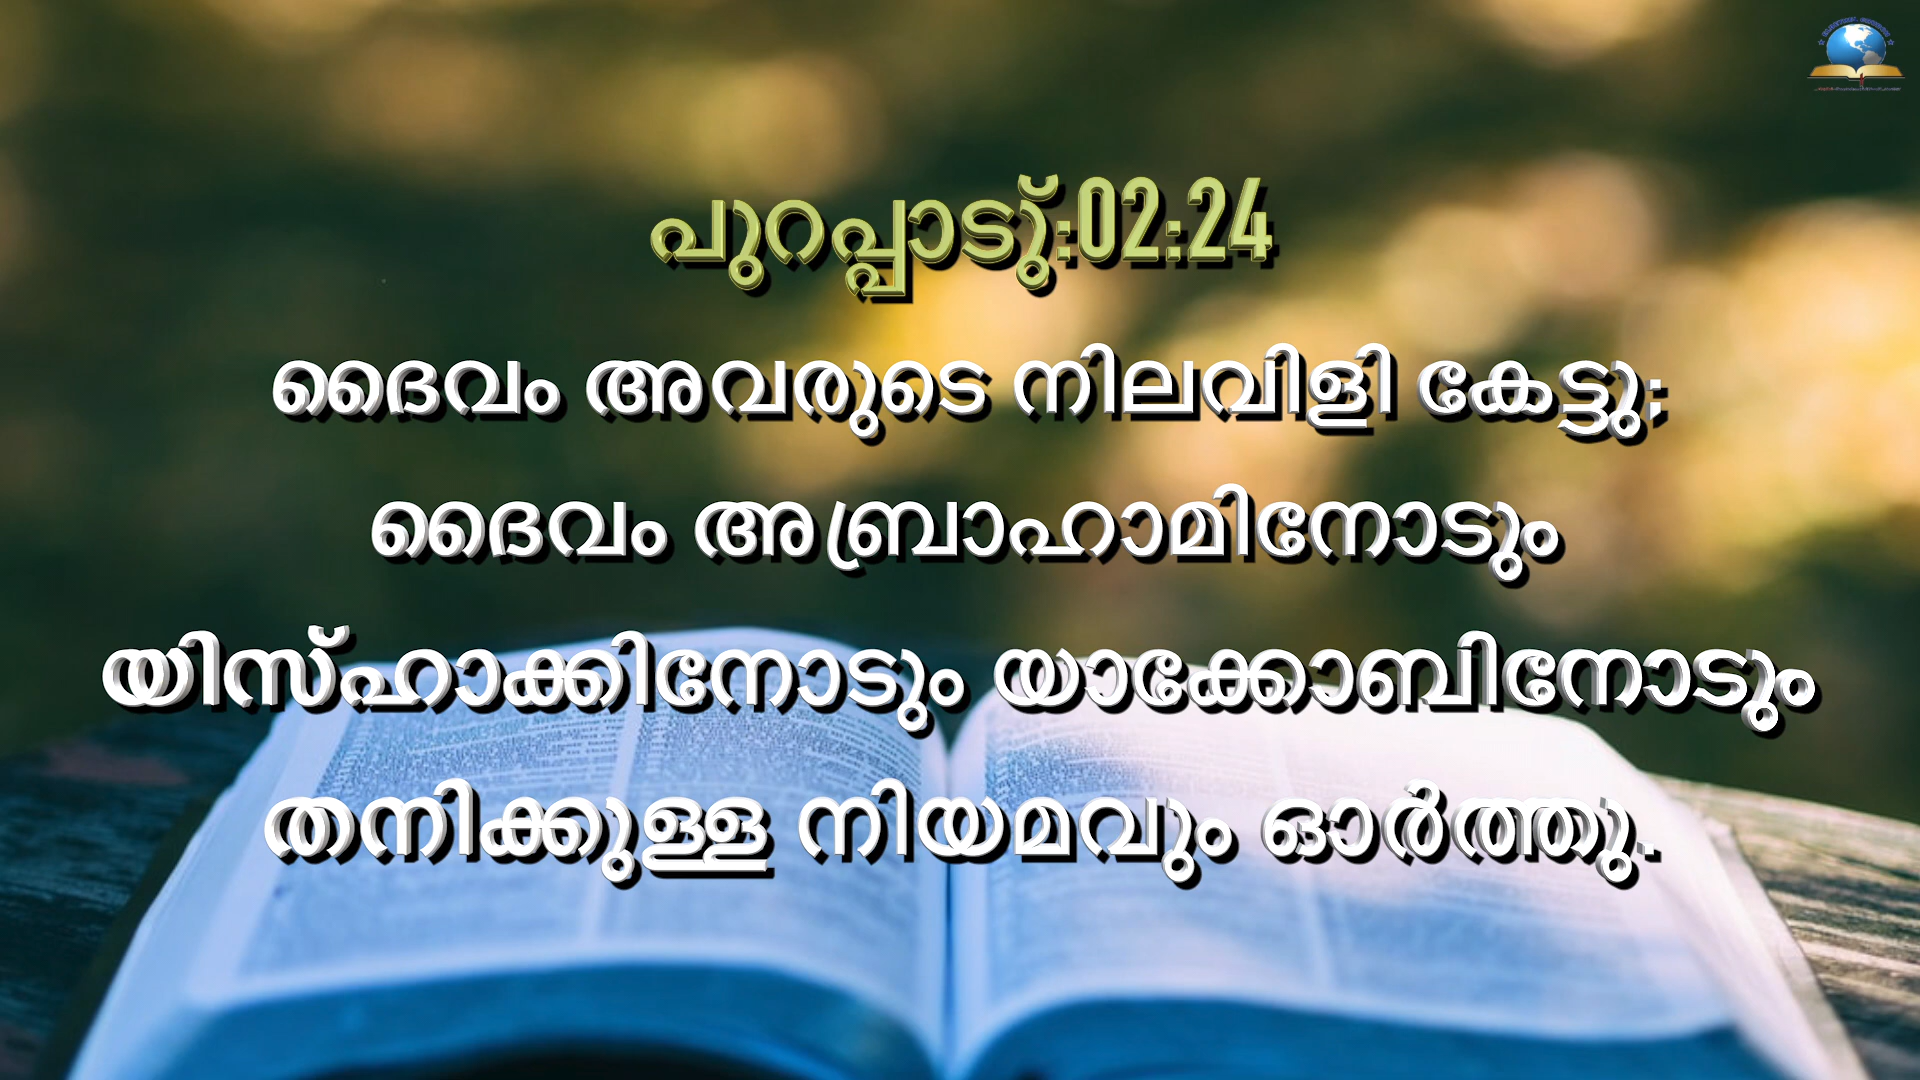 പുറപ്പാടു്:02:24
ദൈവം അവരുടെ നിലവിളി കേട്ടു;
ദൈവം അബ്രാഹാമിനോടും
യിസ്ഹാക്കിനോടും യാക്കോബിനോടും
തനിക്കുള്ള നിയമവും ഓർത്തു.